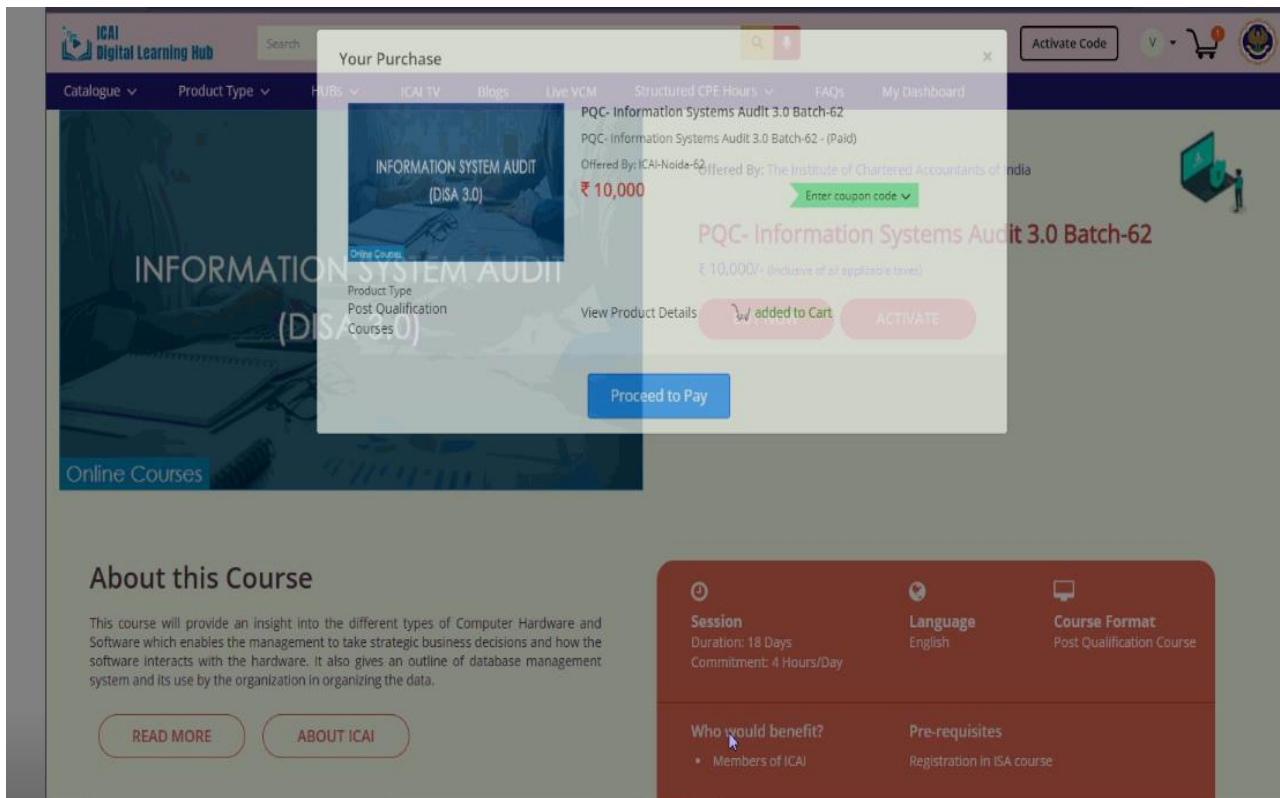 ICAI
Digital Learning Hub
Search
Activate Code
V
Catalogue
Product Type
HUBs
ICAI TV
Blogs
Live VCM
Structured CPE Hours
FAQs
My Dashboard
Your Purchase
×
INFORMATION SYSTEM AUDIT
(DISA 3.0)
Online Courses
PQC- Information Systems Audit 3.0 Batch-62
PQC- Information Systems Audit 3.0 Batch-62 - (Paid)
Offered By: ICAI-Noida-62
₹ 10,000
Enter coupon code
Product Type
Post Qualification
Courses
View Product Details
added to Cart
Proceed to Pay
Offered By: The Institute of Chartered Accountants of India
PQC- Information Systems Audit 3.0 Batch-62
₹ 10,000/- (Inclusive of all applicable taxes)
BUY NOW
ACTIVATE
INFORMATION SYSTEM AUDIT
(DISA 3.0)
Online Courses
About this Course
This course will provide an insight into the different types of Computer Hardware and
Software which enables the management to take strategic business decisions and how the
software interacts with the hardware. It also gives an outline of database management
system and its use by the organization in organizing the data.
READ MORE
ABOUT ICAI
Session
Duration: 18 Days
Commitment: 4 Hours/Day
Language
English
Course Format
Post Qualification Course
Who would benefit?
• Members of ICAI
Pre-requisites
Registration in ISA course